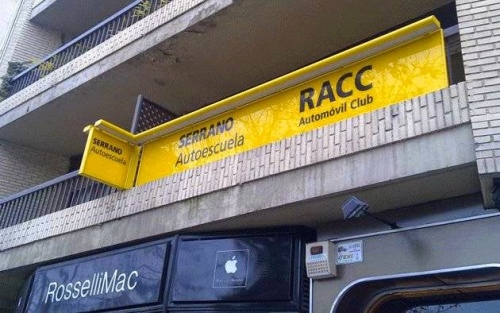 SERRANO
Autoescuela
SERRANO
Autoescuela
RACC
Automóvil Club
RosselliMac